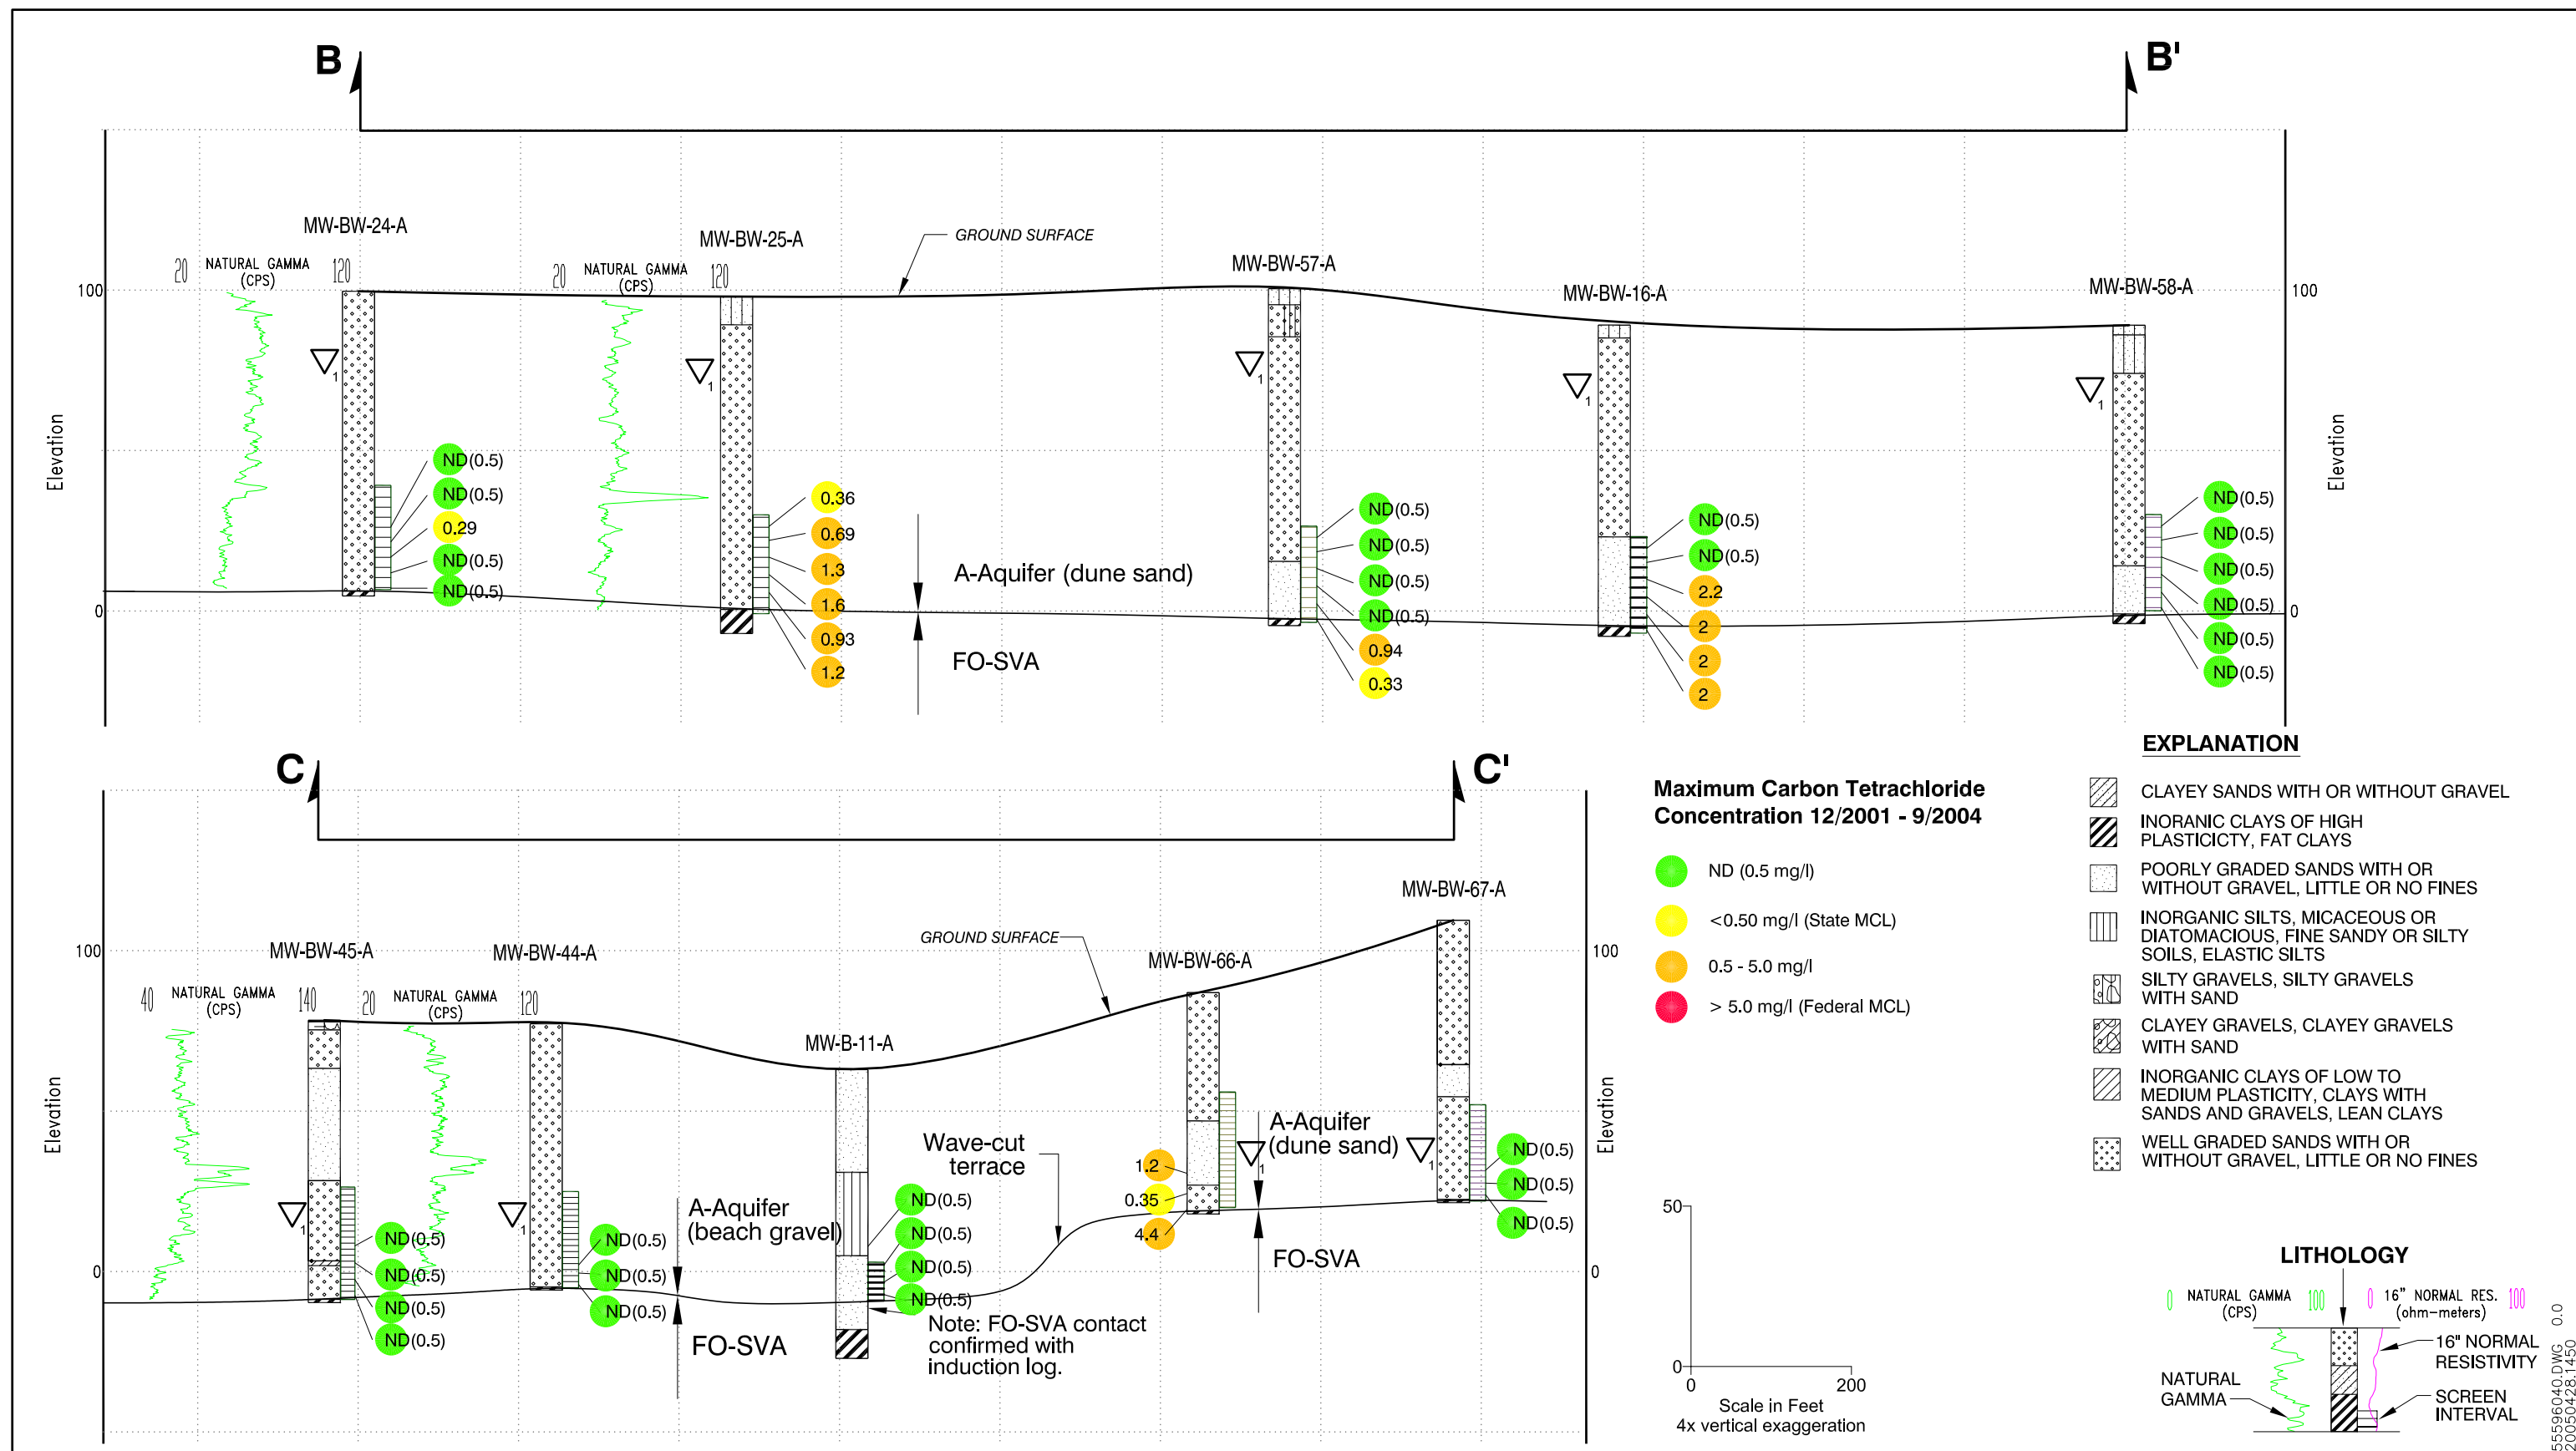 B
B'
MW-BW-24-A
20 NATURAL GAMMA (CPS) 120
MW-BW-25-A
20 NATURAL GAMMA (CPS) 120
GROUND SURFACE
MW-BW-57-A
MW-BW-16-A
MW-BW-58-A
100
100
1
1
1
1
1
Elevation
Elevation
ND(0.5)
ND(0.5)
0.29
ND(0.5)
ND(0.5)
0.36
0.69
1.3
1.6
0.93
1.2
A-Aquifer (dune sand)
FO-SVA
ND(0.5)
ND(0.5)
ND(0.5)
ND(0.5)
0.94
0.33
ND(0.5)
ND(0.5)
2.2
2
2
2
ND(0.5)
ND(0.5)
ND(0.5)
ND(0.5)
ND(0.5)
ND(0.5)
0
0
C
C'
MW-BW-45-A
40 NATURAL GAMMA (CPS) 140
MW-BW-44-A
20 NATURAL GAMMA (CPS) 120
MW-B-11-A
GROUND SURFACE
MW-BW-66-A
MW-BW-67-A
100
100
Elevation
Elevation
1
1
1
1
ND(0.5)
ND(0.5)
ND(0.5)
ND(0.5)
ND(0.5)
ND(0.5)
ND(0.5)
A-Aquifer
(beach gravel)
FO-SVA
ND(0.5)
ND(0.5)
ND(0.5)
ND(0.5)
Note: FO-SVA contact
confirmed with
induction log.
Wave-cut
terrace
1.2
0.35
4.4
A-Aquifer
(dune sand)
FO-SVA
ND(0.5)
ND(0.5)
ND(0.5)
0
0
Maximum Carbon Tetrachloride
Concentration 12/2001 - 9/2004
ND (0.5 mg/l)
<0.50 mg/l (State MCL)
0.5 - 5.0 mg/l
> 5.0 mg/l (Federal MCL)
50
0
0 200
Scale in Feet
4x vertical exaggeration
EXPLANATION
CLAYEY SANDS WITH OR WITHOUT GRAVEL
INORANIC CLAYS OF HIGH
PLASTICICTY, FAT CLAYS
POORLY GRADED SANDS WITH OR
WITHOUT GRAVEL, LITTLE OR NO FINES
INORGANIC SILTS, MICACEOUS OR
DIATOMACIOUS, FINE SANDY OR SILTY
SOILS, ELASTIC SILTS
SILTY GRAVELS, SILTY GRAVELS
WITH SAND
CLAYEY GRAVELS, CLAYEY GRAVELS
WITH SAND
INORGANIC CLAYS OF LOW TO
MEDIUM PLASTICITY, CLAYS WITH
SANDS AND GRAVELS, LEAN CLAYS
WELL GRADED SANDS WITH OR
WITHOUT GRAVEL, LITTLE OR NO FINES
LITHOLOGY
0 NATURAL GAMMA (CPS) 100
0 16" NORMAL RES. (ohm-meters) 100
16" NORMAL
RESISTIVITY
NATURAL
GAMMA
SCREEN
INTERVAL
55596040.DWG 0.0
20050428.1450